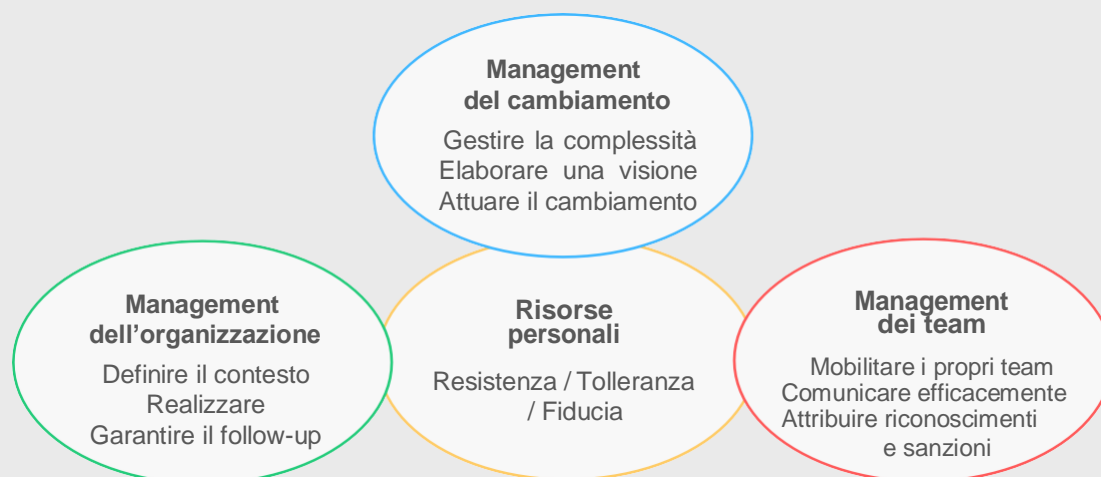 Management
del cambiamento
Gestire la complessità
Elaborare una visione
Attuare il cambiamento
Management
dell’organizzazione
Definire il contesto
Realizzare
Garantire il follow-up
Risorse
personali
Resistenza / Tolleranza
/ Fiducia
Management
dei team
Mobilitare i propri team
Comunicare efficacemente
Attribuire riconoscimenti
e sanzioni